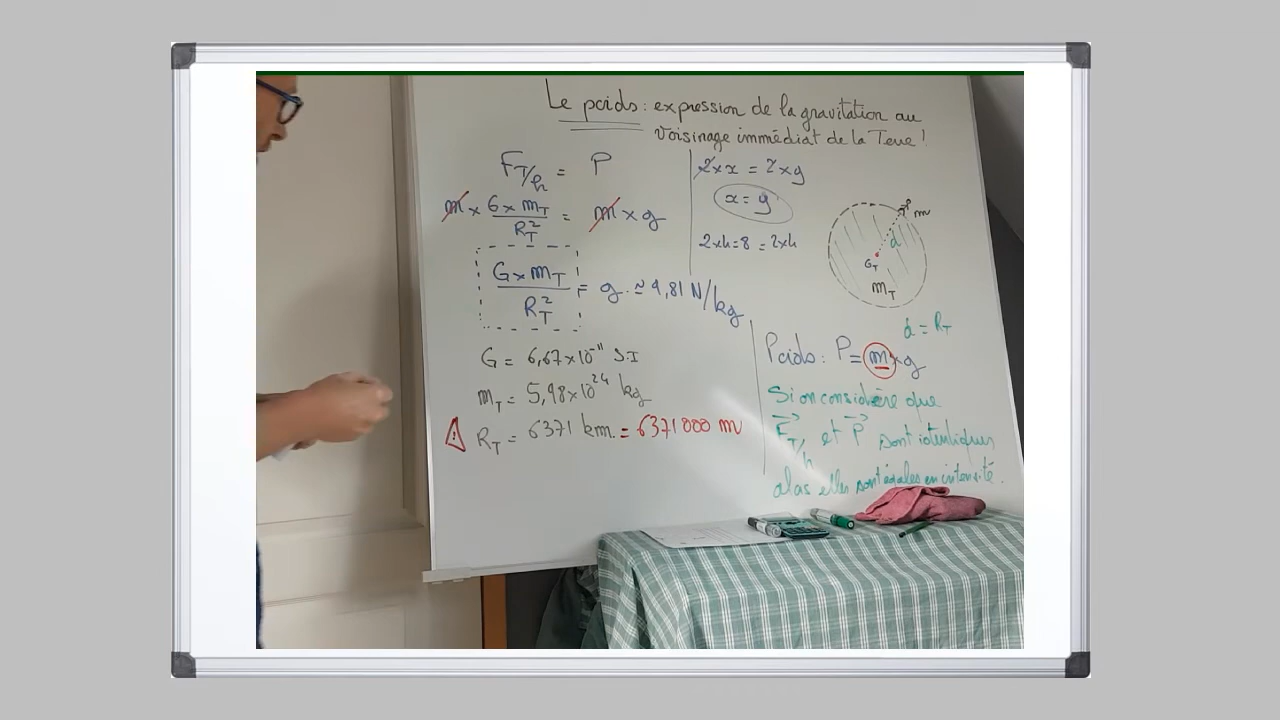 Le poids : expression de la gravitation au
voisinage immédiat de la Terre !
F T/h = P
m × G × mT / RT² = m × g
G × mT / RT² = g ≃ 9,81 N/kg
G = 6,67 × 10⁻¹¹ S.I
mT = 5,98 × 10²⁴ kg
RT = 6371 km = 6371 000 m
2 × x = 2 × y
x = y
2 × 4 = 8 = 2 × 4
m
d
GT
mT
d = RT
Poids : P = m × g
Si on considère que
F T/h et P sont identiques
alors elles sont égales en intensité.